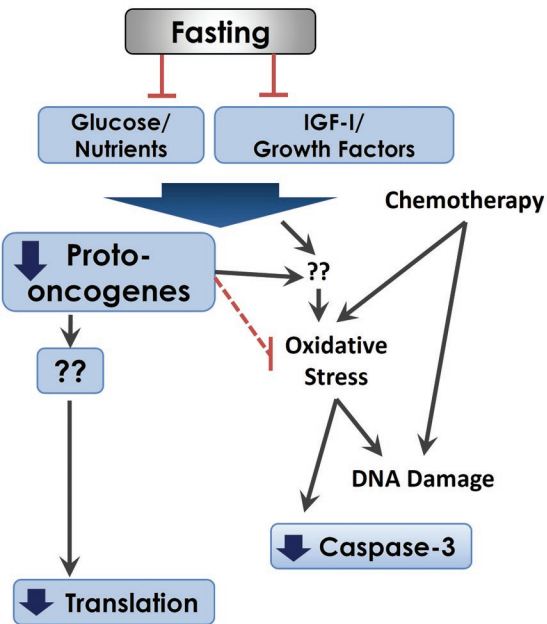 Fasting
Glucose/
Nutrients
IGF-I/
Growth Factors
Chemotherapy
Proto-
oncogenes
??
??
Oxidative
Stress
DNA Damage
Caspase-3
Translation